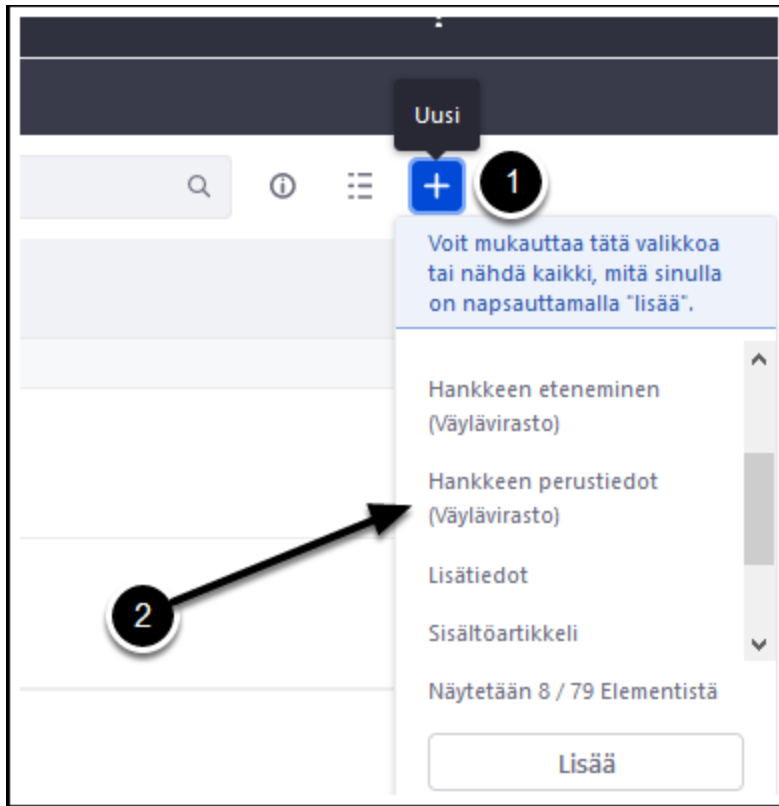 Uusi
1
Voit mukauttaa tätä valikkoa
tai nähdä kaikki, mitä sinulla
on napsauttamalla "lisää".
Hankkeen eteneminen
(Väylävirasto)
Hankkeen perustiedot
(Väylävirasto)
2
Lisätiedot
Sisältöartikkeli
Näytetään 8 / 79 Elementistä
Lisää